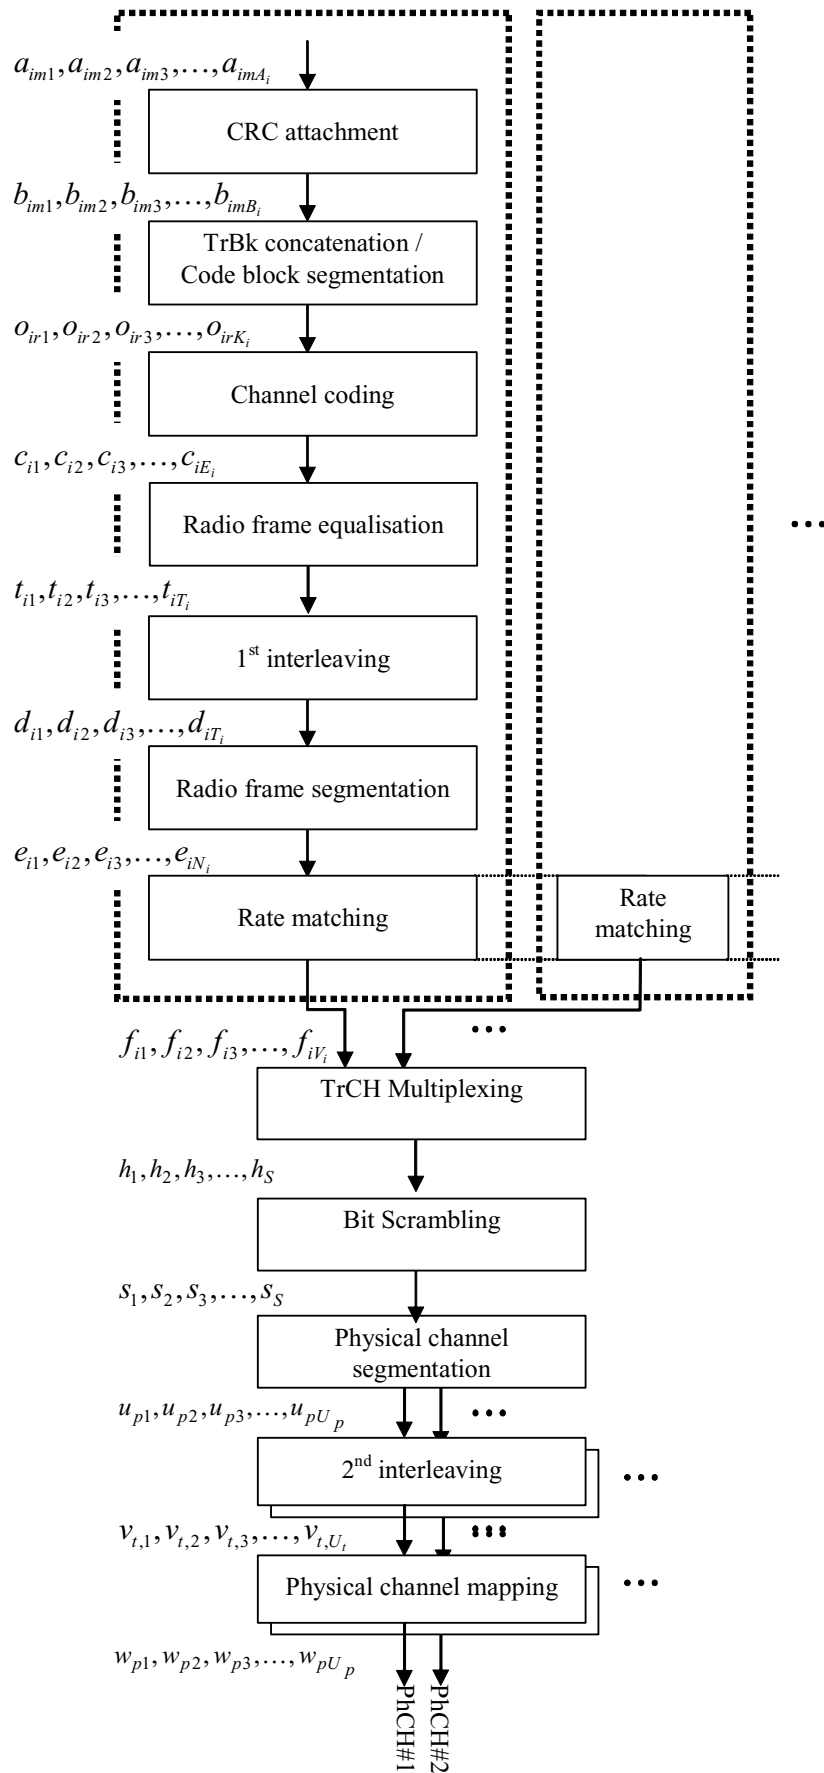 a_{im1}, a_{im2}, a_{im3}, …, a_{imA_i}
CRC attachment
b_{im1}, b_{im2}, b_{im3}, …, b_{imB_i}
TrBk concatenation /
Code block segmentation
o_{ir1}, o_{ir2}, o_{ir3}, …, o_{irK_i}
Channel coding
c_{i1}, c_{i2}, c_{i3}, …, c_{iE_i}
Radio frame equalisation
…
t_{i1}, t_{i2}, t_{i3}, …, t_{iT_i}
1^{st} interleaving
d_{i1}, d_{i2}, d_{i3}, …, d_{iT_i}
Radio frame segmentation
e_{i1}, e_{i2}, e_{i3}, …, e_{iN_i}
Rate matching
Rate
matching
…
f_{i1}, f_{i2}, f_{i3}, …, f_{iV_i}
TrCH Multiplexing
h_1, h_2, h_3, …, h_S
Bit Scrambling
s_1, s_2, s_3, …, s_S
Physical channel
segmentation
u_{p1}, u_{p2}, u_{p3}, …, u_{pU_p}
…
2^{nd} interleaving
…
v_{t,1}, v_{t,2}, v_{t,3}, …, v_{t,U_t}
…
Physical channel mapping
…
w_{p1}, w_{p2}, w_{p3}, …, w_{pU_p}
PhCH#1
PhCH#2